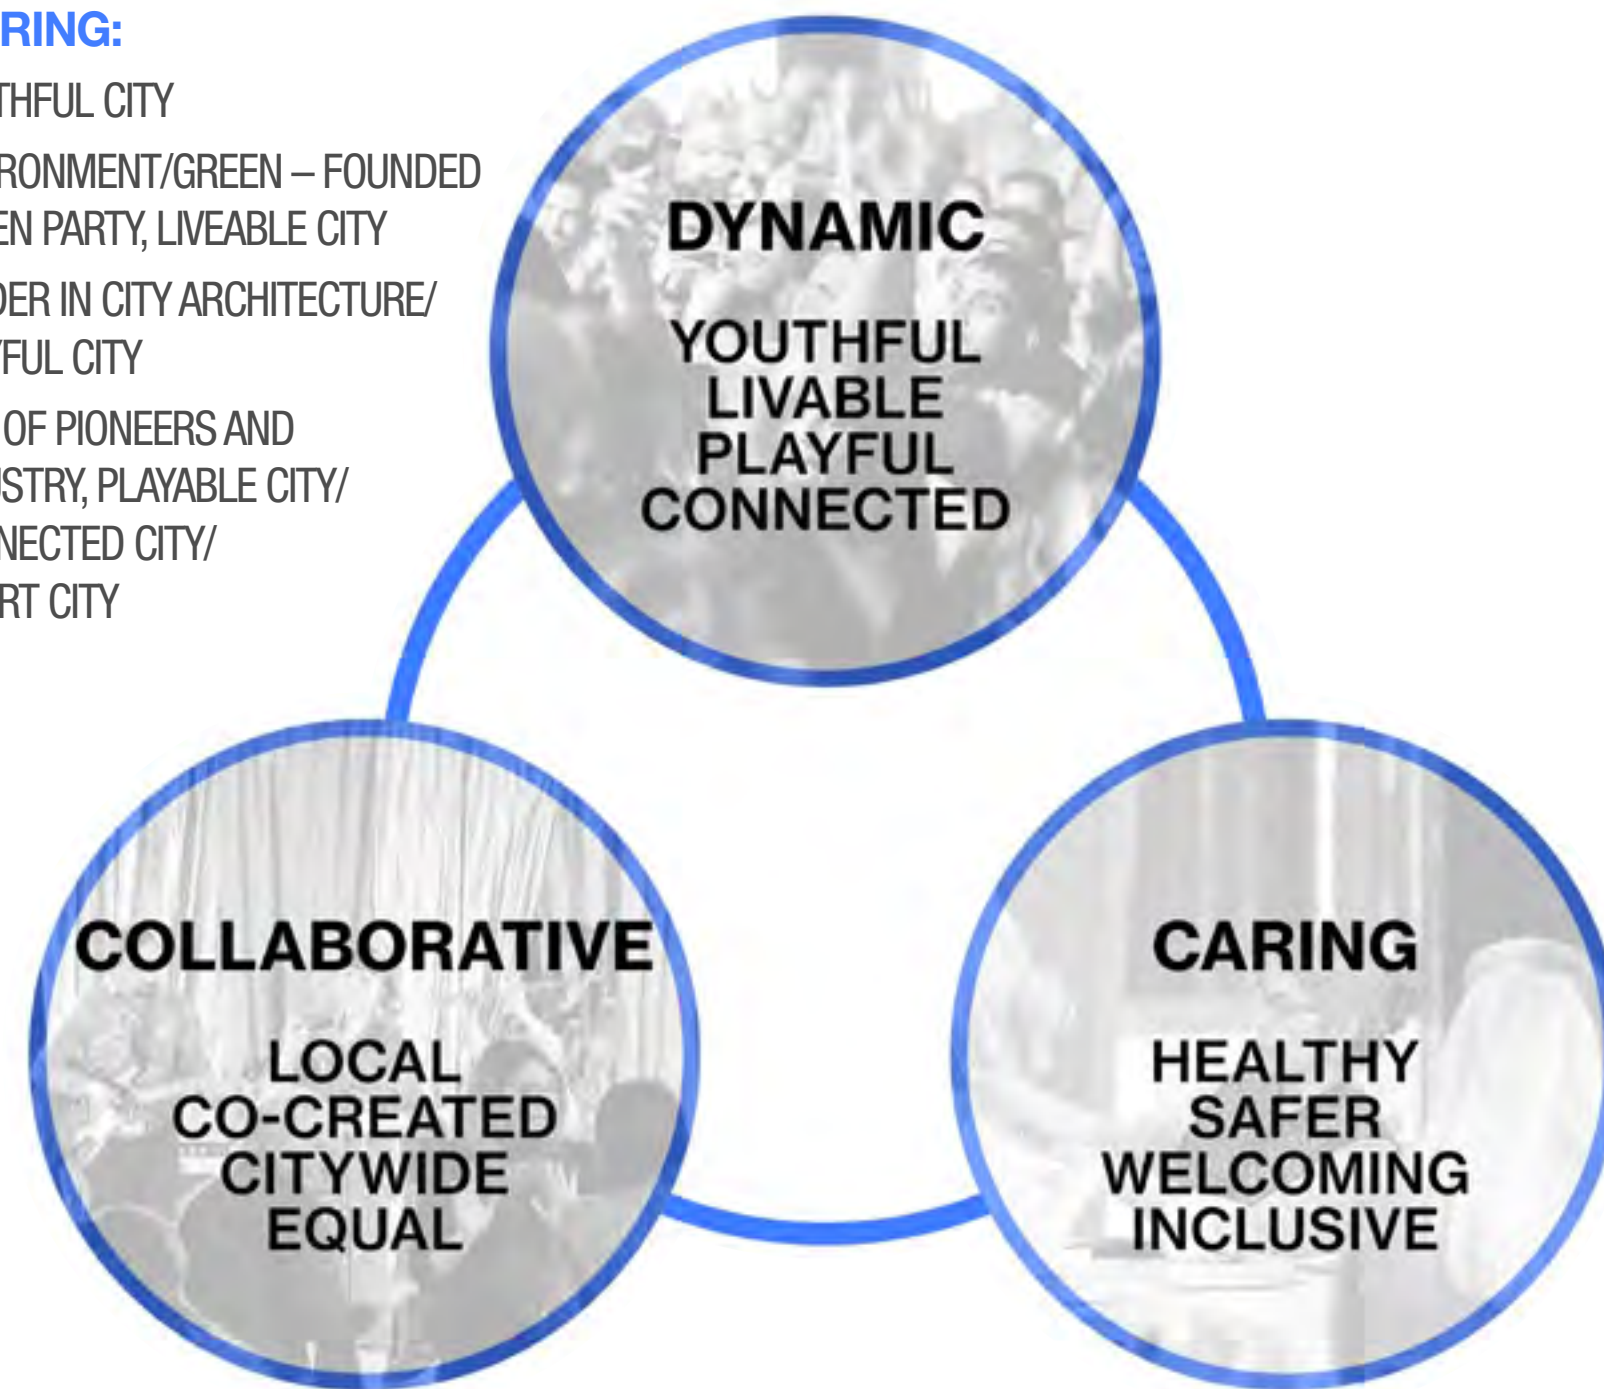 RING:
THFUL CITY
RONMENT/GREEN – FOUNDED
EN PARTY, LIVEABLE CITY
DER IN CITY ARCHITECTURE/
YFUL CITY
OF PIONEERS AND
USTRY, PLAYABLE CITY/
NECTED CITY/
RT CITY
DYNAMIC
YOUTHFUL
LIVABLE
PLAYFUL
CONNECTED
COLLABORATIVE
LOCAL
CO-CREATED
CITYWIDE
EQUAL
CARING
HEALTHY
SAFER
WELCOMING
INCLUSIVE